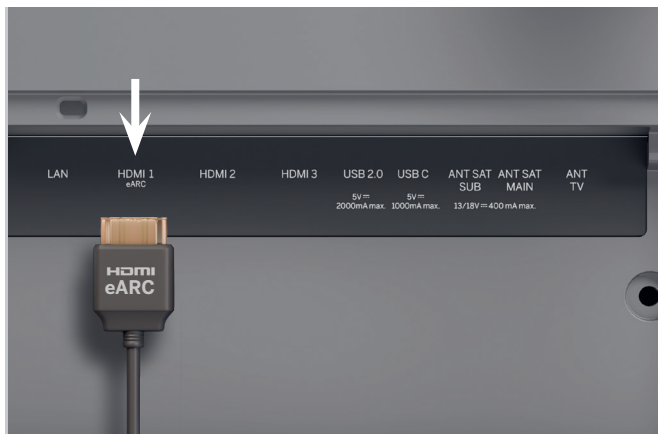 LAN
HDMI 1
eARC
HDMI 2
HDMI 3
USB 2.0
5V ⎓
2000mA max.
USB C
5V ⎓
1000mA max.
ANT SAT
SUB
ANT SAT
MAIN
13/18V ⎓ 400 mA max.
ANT
TV
HDMI
eARC